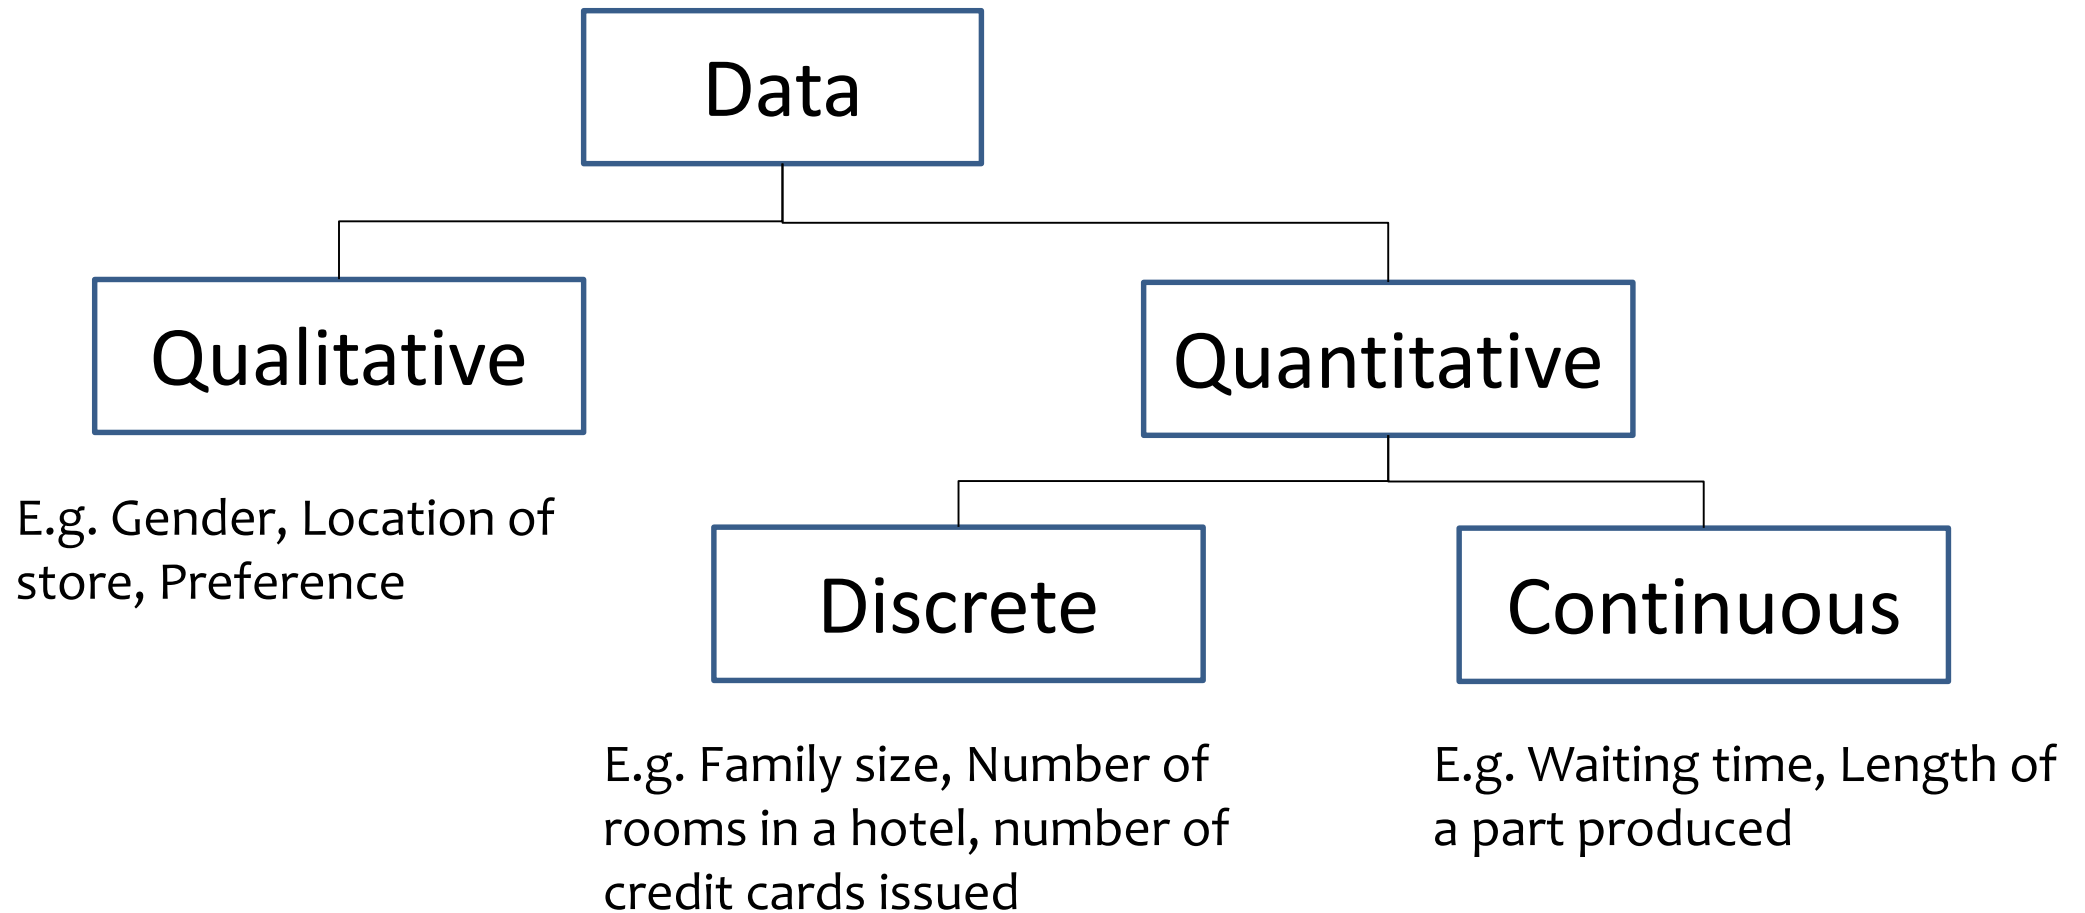 Data
Qualitative
Quantitative
E.g. Gender, Location of
store, Preference
Discrete
Continuous
E.g. Family size, Number of
rooms in a hotel, number of
credit cards issued
E.g. Waiting time, Length of
a part produced